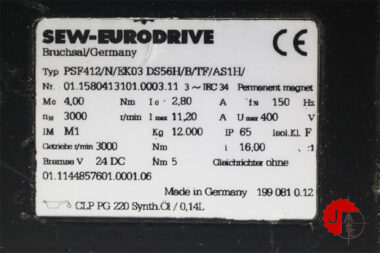 SEW-EURODRIVE
Bruchsal/Germany
CE
Typ PSF412/N/EK03 DS56H/B/TF/AS1H/
Nr. 01.1580413101.0003.11 3~IEC34 Permanent magnet
Mo 4,00 Nm Io 2,80 A fN 150 Hz
nN 3000 r/min I max 11,20 A U max 400 V
IM M1 Kg 12.000 IP 65 Isol.Kl. F
Getriebe r/min 3000 Nm i 16,00 :1
Bremse V 24 DC Nm 5 Gleichrichter ohne
01.1144857601.0001.06
Made in Germany 199 081 0.12
CLP PG 220 Synth.Öl / 0,14L